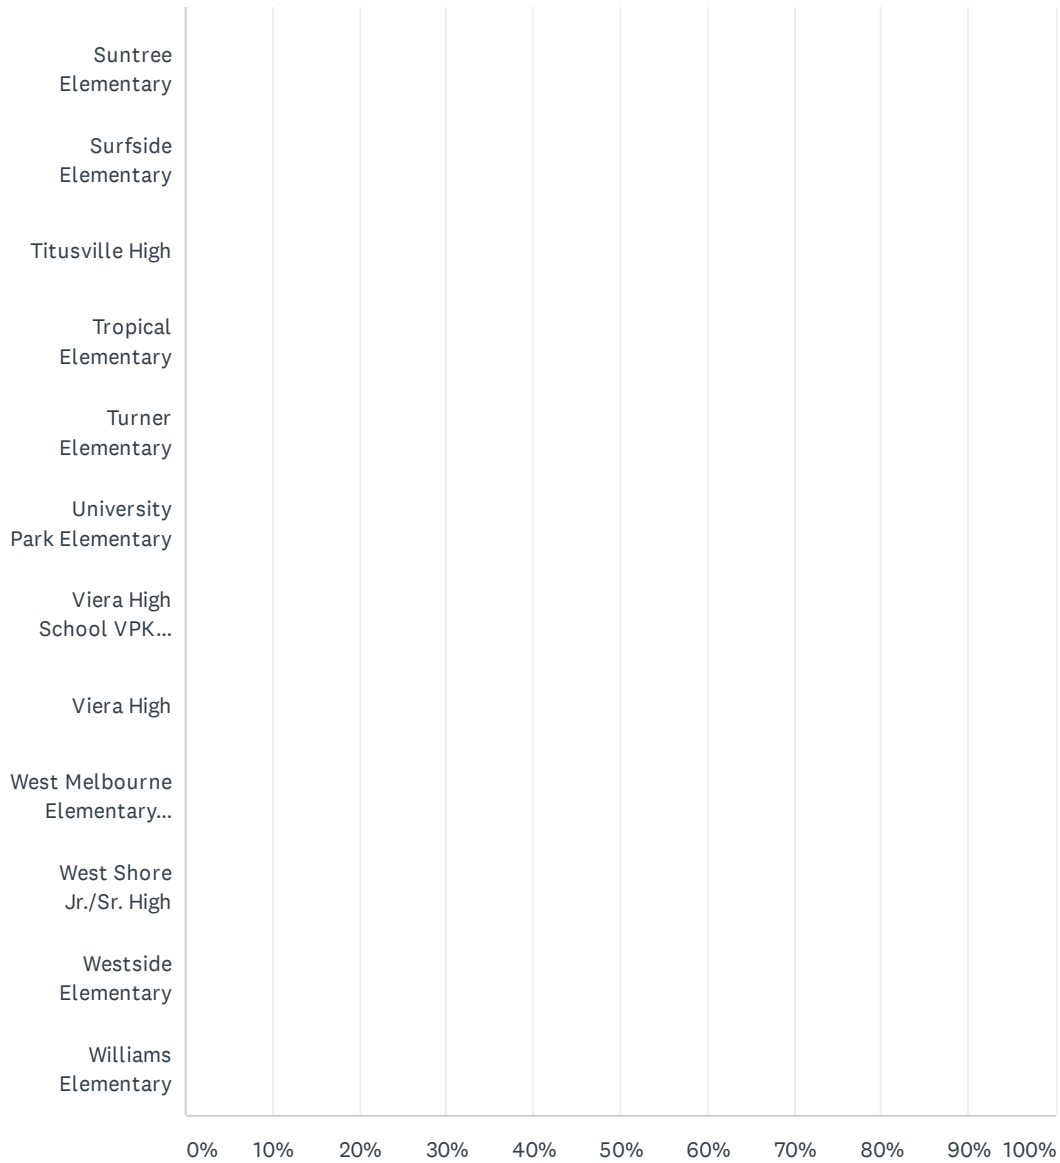 Suntree
Elementary
Surfside
Elementary
Titusville High
Tropical
Elementary
Turner
Elementary
University
Park Elementary
Viera High
School VPK...
Viera High
West Melbourne
Elementary...
West Shore
Jr./Sr. High
Westside
Elementary
Williams
Elementary
0% 10% 20% 30% 40% 50% 60% 70% 80% 90% 100%